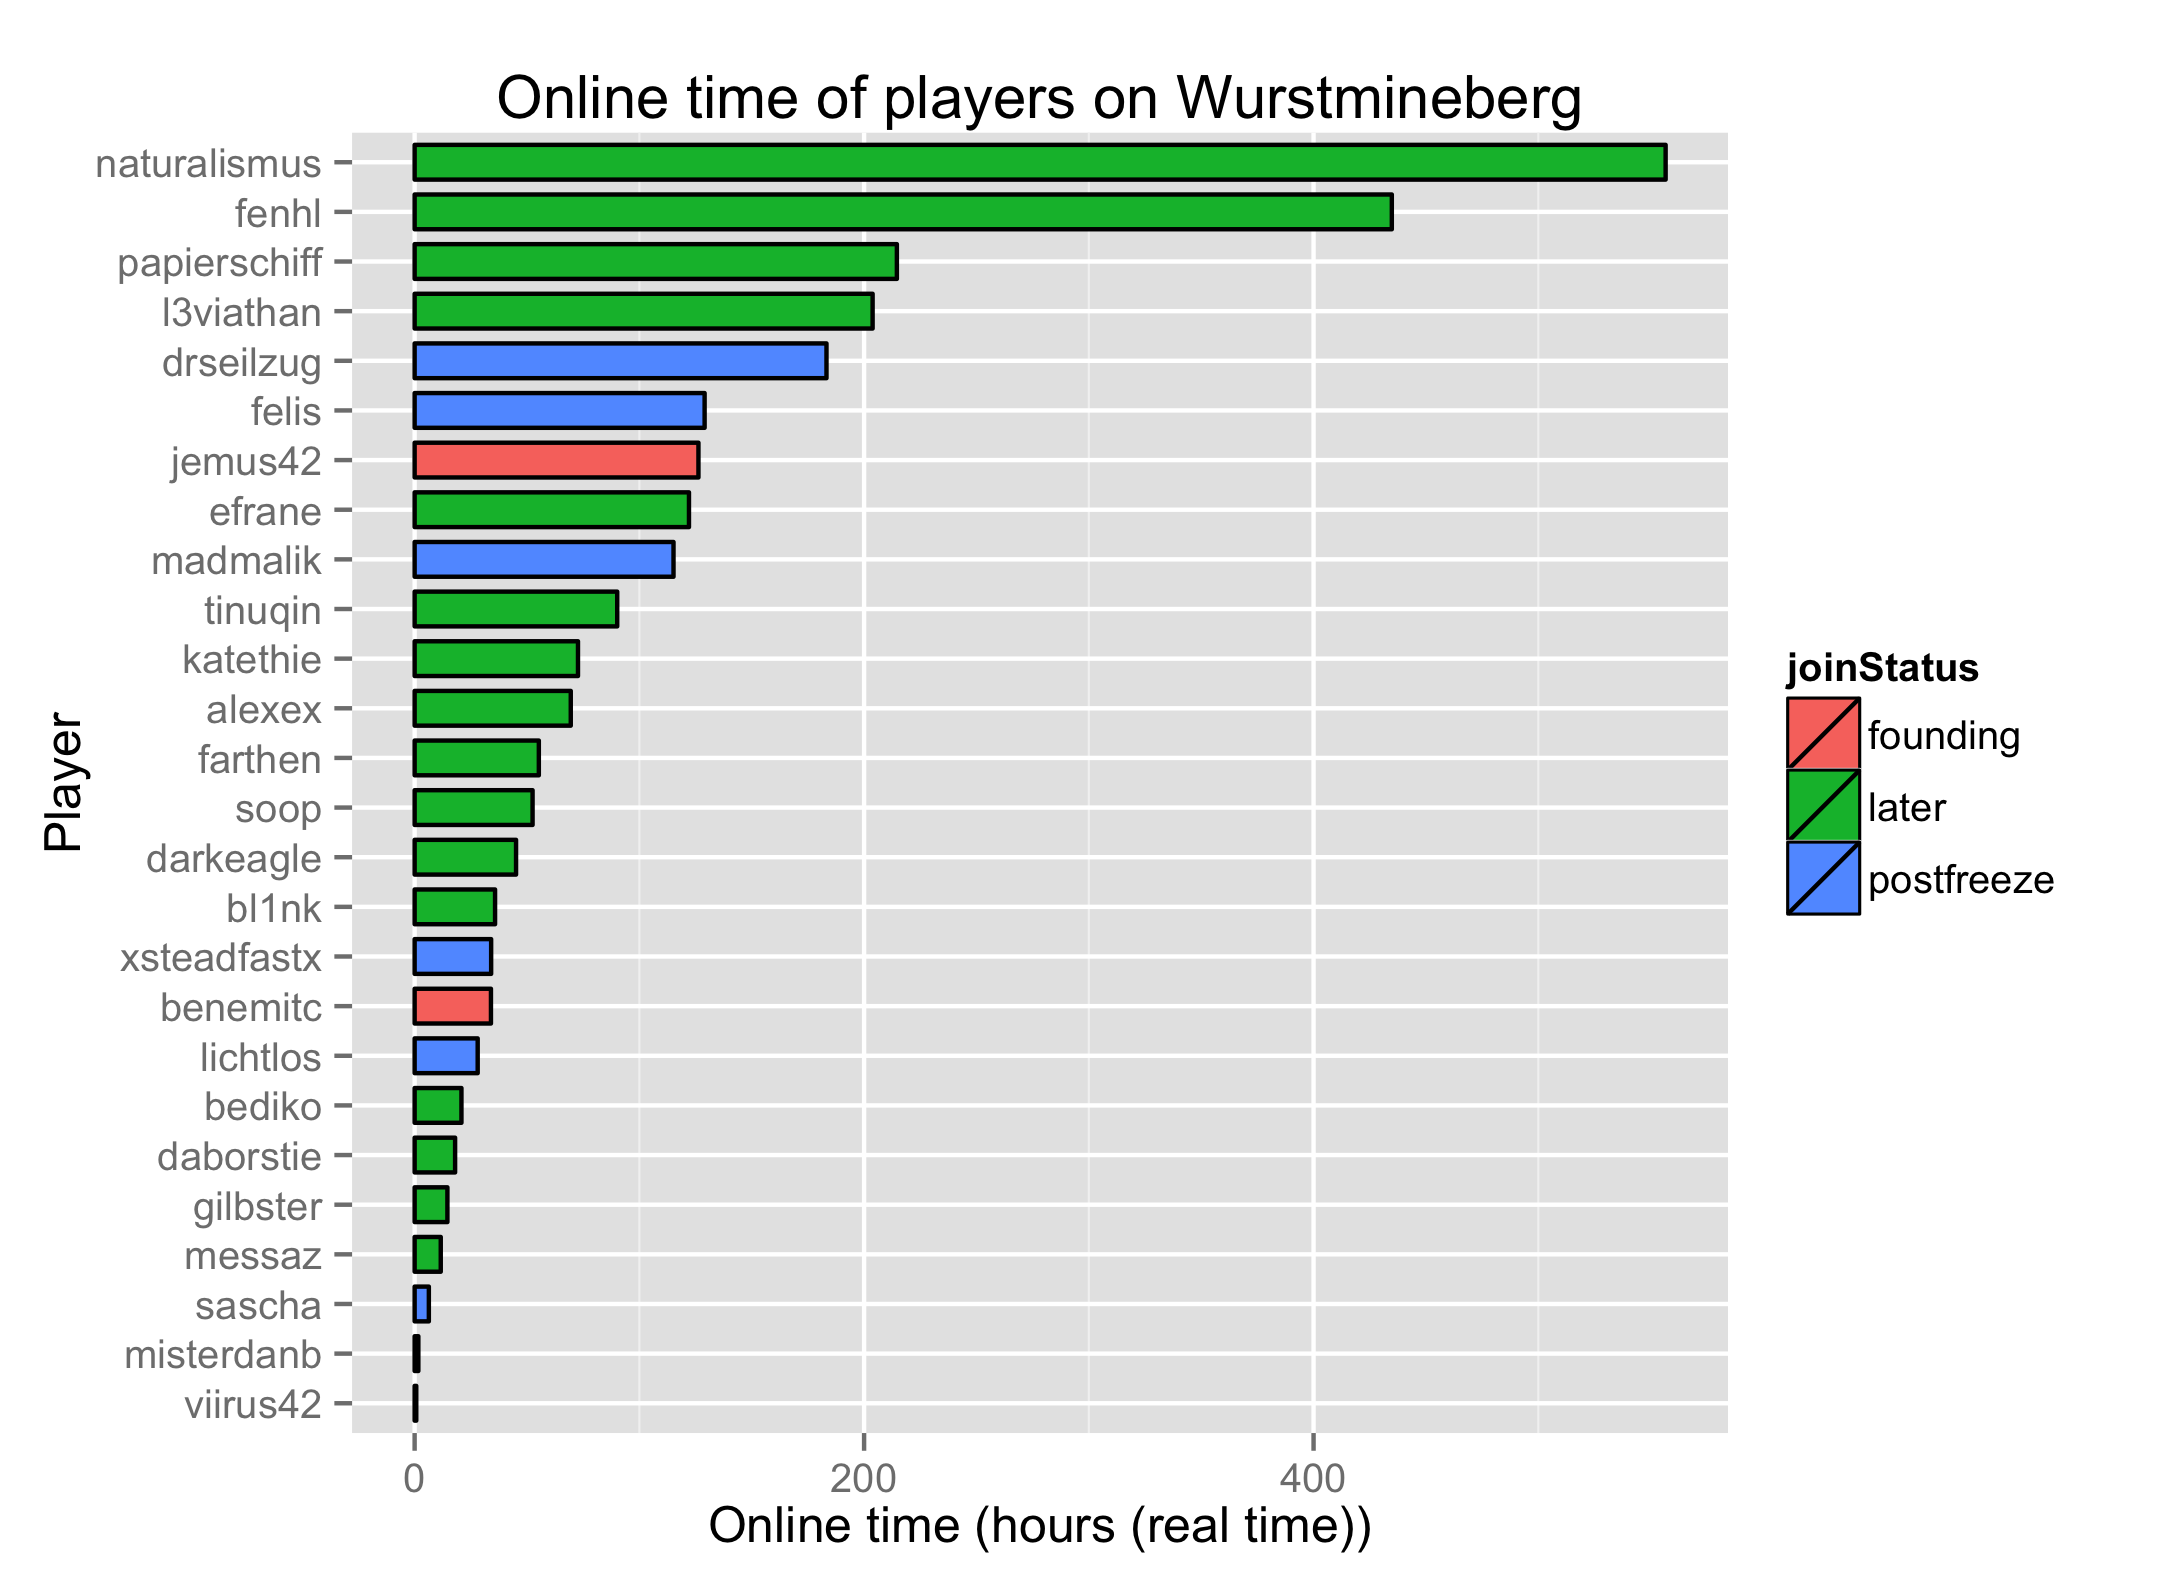 Online time of players on Wurstmineberg
naturalismus
fenhl
papierschiff
l3viathan
drseilzug
felis
jemus42
efrane
madmalik
tinuqin
katethie
alexex
farthen
soop
darkeagle
bl1nk
xsteadfastx
benemitc
lichtlos
bediko
daborstie
gilbster
messaz
sascha
misterdanb
viirus42
Player
0 200 400
Online time (hours (real time))
joinStatus
founding
later
postfreeze